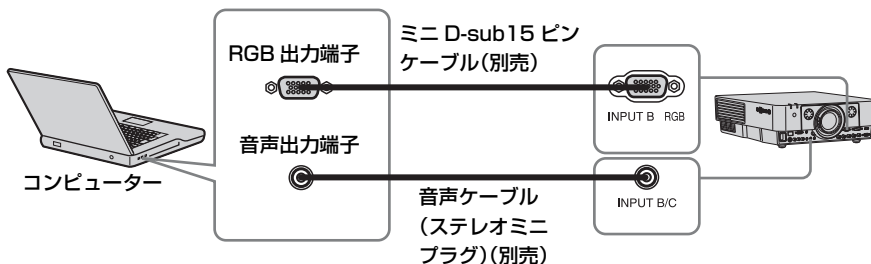 RGB 出力端子
ミニ D-sub15 ピン
ケーブル(別売)
INPUT B RGB
音声出力端子
コンピューター
音声ケーブル
(ステレオミニ
プラグ)(別売)
INPUT B/C